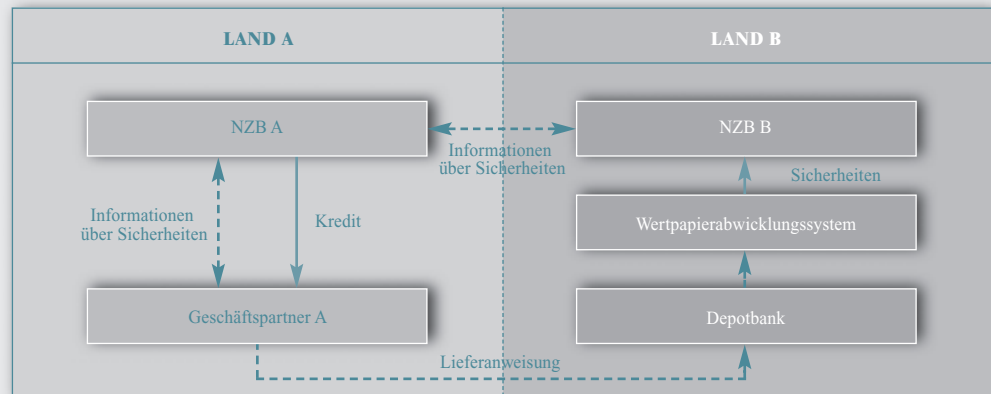 LAND A
LAND B
NZB A
NZB B
Informationen
über Sicherheiten
Sicherheiten
Informationen
über Sicherheiten
Kredit
Wertpapierabwicklungssystem
Geschäftspartner A
Depotbank
Lieferanweisung